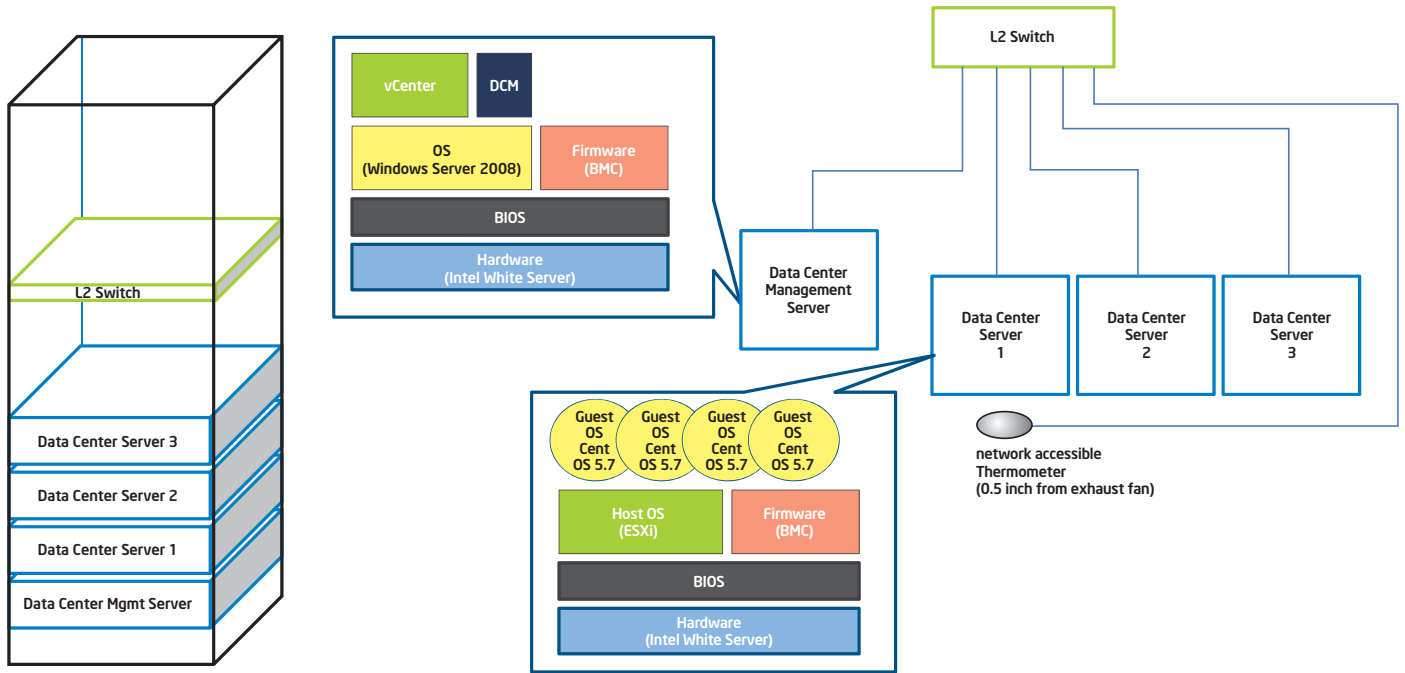 L2 Switch
Data Center Server 3
Data Center Server 2
Data Center Server 1
Data Center Mgmt Server
vCenter
DCM
OS
(Windows Server 2008)
Firmware
(BMC)
BIOS
Hardware
(Intel White Server)
L2 Switch
Data Center
Management
Server
Data Center
Server
1
Data Center
Server
2
Data Center
Server
3
network accessible
Thermometer
(0.5 inch from exhaust fan)
Guest
OS
Cent
OS 5.7
Guest
OS
Cent
OS 5.7
Guest
OS
Cent
OS 5.7
Guest
OS
Cent
OS 5.7
Host OS
(ESXi)
Firmware
(BMC)
BIOS
Hardware
(Intel White Server)